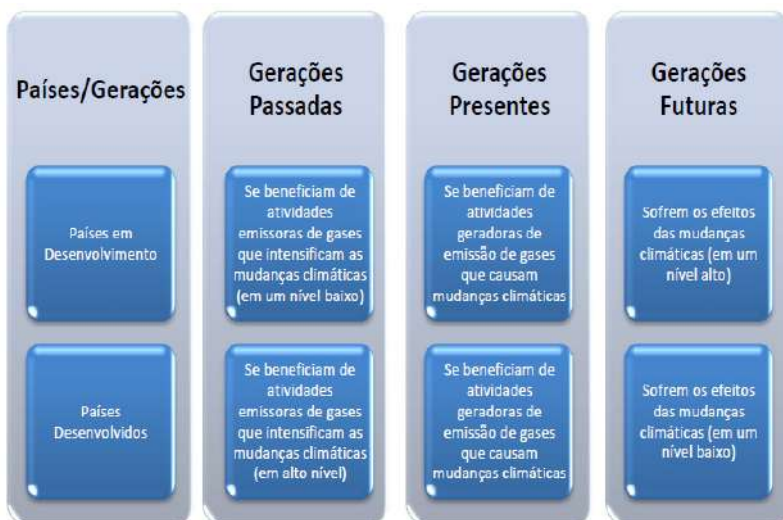 Países/Gerações
Gerações
Passadas
Gerações
Presentes
Gerações
Futuras
Países em
Desenvolvimento
Se beneficiam de
atividades
emissoras de gases
que intensificam as
mudanças climáticas
(em um nível baixo)
Se beneficiam de
atividades
geradoras de
emissão de gases
que causam
mudanças climáticas
Sofrem os efeitos
das mudanças
climáticas (em um
nível alto)
Países
Desenvolvidos
Se beneficiam de
atividades
emissoras de gases
que intensificam as
mudanças climáticas
(em alto nível)
Se beneficiam de
atividades
geradoras de
emissão de gases
que causam
mudanças climáticas
Sofrem os efeitos
das mudanças
climáticas (em um
nível baixo)